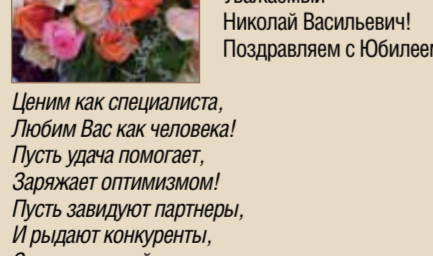 Николай Васильевич!
Поздравляем с Юбилеем
Ценим как специалиста,
Любим Вас как человека!
Пусть удача помогает,
Заряжает оптимизмом!
Пусть завидуют партнеры,
И рыдают конкуренты,